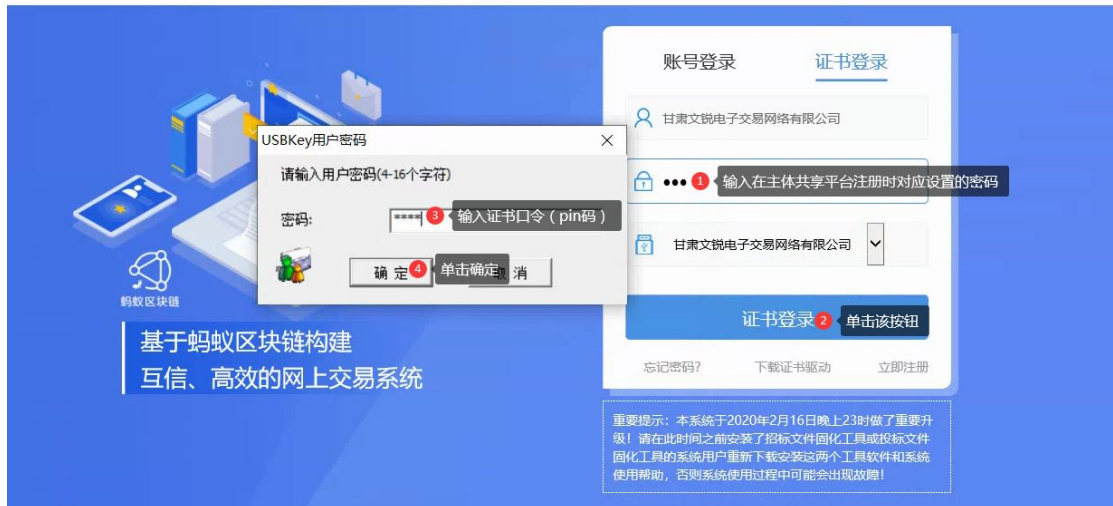 账号登录
证书登录
甘肃文锐电子交易网络有限公司
USBKey用户密码
请输入用户密码(4-16个字符)
••• 1 输入在主体共享平台注册时对应设置的密码
密码: **** 3 输入证书口令（pin码）
甘肃文锐电子交易网络有限公司
确定 4 单击确定 消
蚂蚁区块链
证书登录 2 单击该按钮
基于蚂蚁区块链构建
互信、高效的网上交易系统
忘记密码? 下载证书驱动 立即注册
重要提示：本系统于2020年2月16日晚上23时做了重要升
级！请在此时间之前安装了招标文件固化工具或投标文件
固化工具的系统用户重新下载安装这两个工具软件和系统
使用帮助，否则系统使用过程中可能会出现故障!